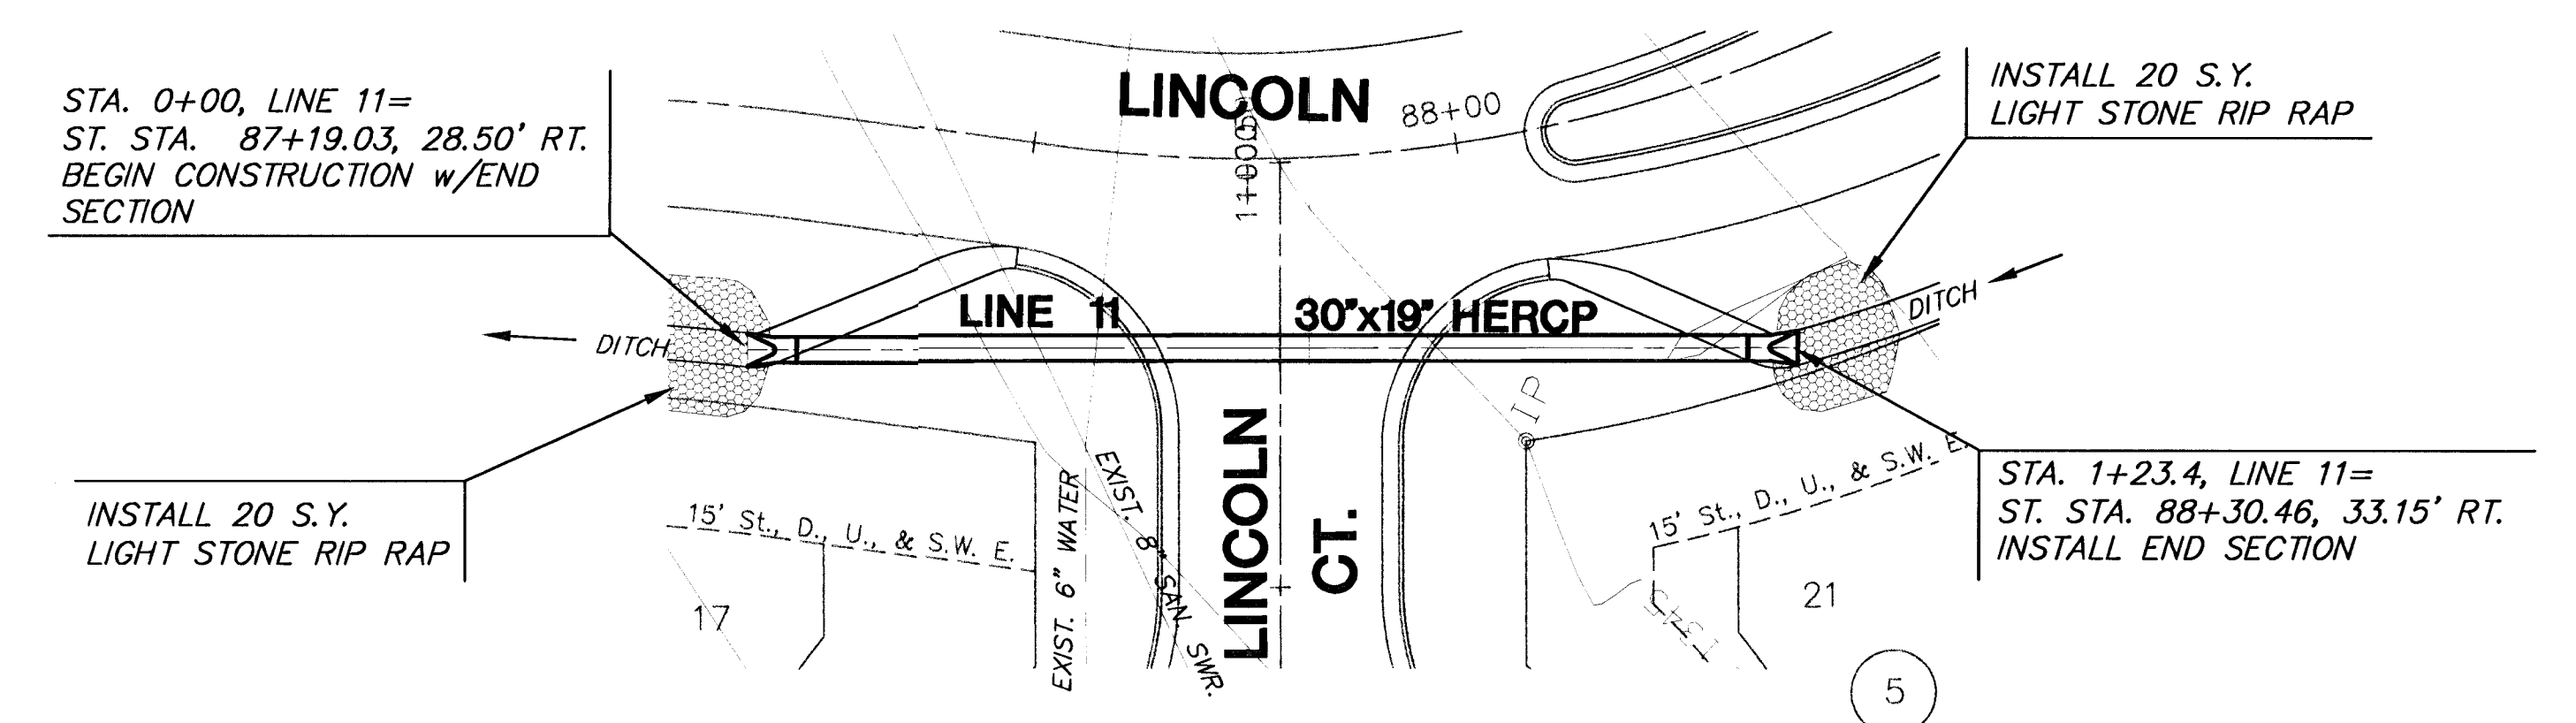 STA. 0+00, LINE 11=
ST. STA. 87+19.03, 28.50' RT.
BEGIN CONSTRUCTION w/END
SECTION
LINCOLN
88+00
INSTALL 20 S.Y.
LIGHT STONE RIP RAP
DITCH
LINE 11
30"x19" HERCP
DITCH
IP
INSTALL 20 S.Y.
LIGHT STONE RIP RAP
15' St., D., U., & S.W. E.
EXIST. 6" WATER
EXIST. 8" SAN. SWR.
LINCOLN
CT.
15' St., D., U., & S.W. E.
STA. 1+23.4, LINE 11=
ST. STA. 88+30.46, 33.15' RT.
INSTALL END SECTION
17
21
5